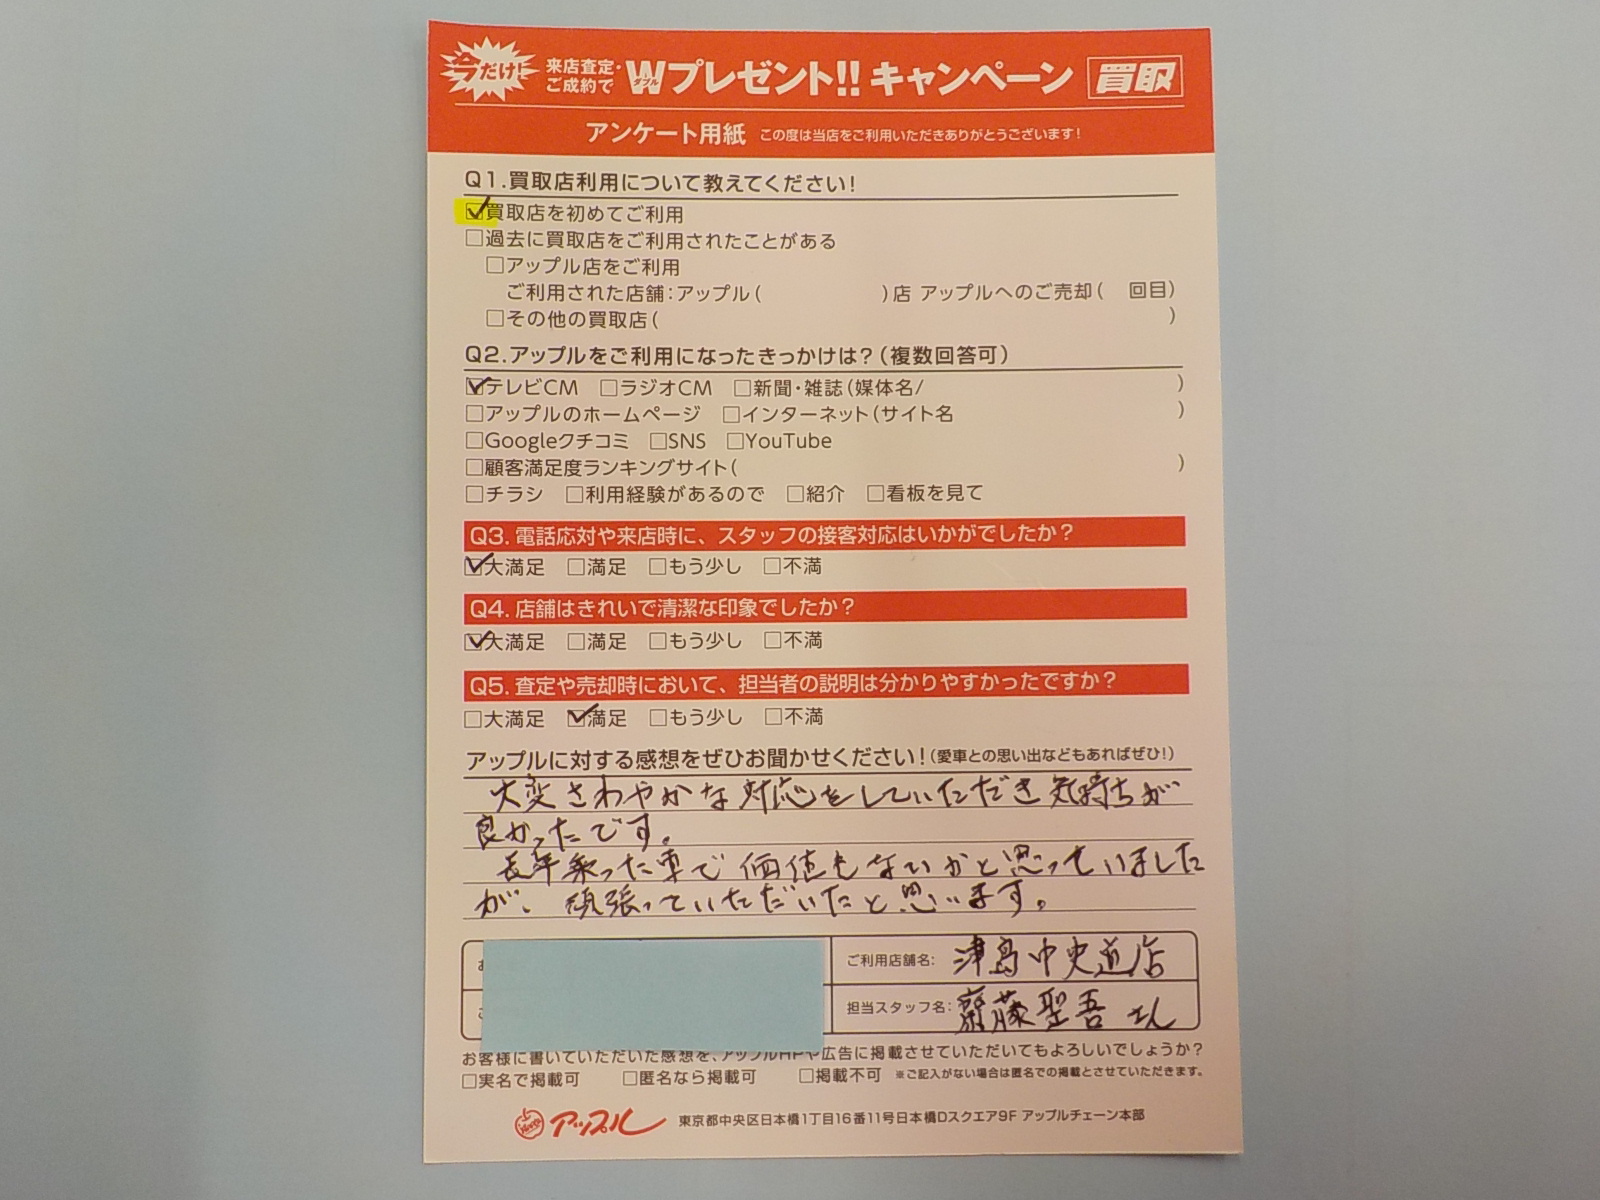 今だけ! 来店査定・ご成約で Wダブルプレゼント!! キャンペーン 買取
アンケート用紙 この度は当店をご利用いただきありがとうございます!
Q1.買取店利用について教えてください!
☑買取店を初めてご利用
□過去に買取店をご利用されたことがある
□アップル店をご利用
ご利用された店舗:アップル( )店 アップルへのご売却( 回目)
□その他の買取店( )
Q2.アップルをご利用になったきっかけは?(複数回答可)
☑テレビCM □ラジオCM □新聞・雑誌(媒体名/ )
□アップルのホームページ □インターネット(サイト名 )
□Googleクチコミ □SNS □YouTube
□顧客満足度ランキングサイト( )
□チラシ □利用経験があるので □紹介 □看板を見て
Q3. 電話応対や来店時に、スタッフの接客対応はいかがでしたか?
☑大満足 □満足 □もう少し □不満
Q4. 店舗はきれいで清潔な印象でしたか?
☑大満足 □満足 □もう少し □不満
Q5. 査定や売却時において、担当者の説明は分かりやすかったですか?
□大満足 ☑満足 □もう少し □不満
アップルに対する感想をぜひお聞かせください!(愛車との思い出などもあればぜひ!)
大変さわやかな対応をしていただき気持ちが
良かったです。
長年乗った車で価値もないかと思っていました
が、頑張っていただいたと思います。
ご利用店舗名: 津島中央道店
担当スタッフ名: 齋藤聖吾さん
お客様に書いていただいた感想を、アップルHPや広告に掲載させていただいてもよろしいでしょうか?
□実名で掲載可 □匿名なら掲載可 □掲載不可 ※ご記入がない場合は匿名での掲載とさせていただきます。
アップル 東京都中央区日本橋1丁目16番11号日本橋Dスクエア9F アップルチェーン本部